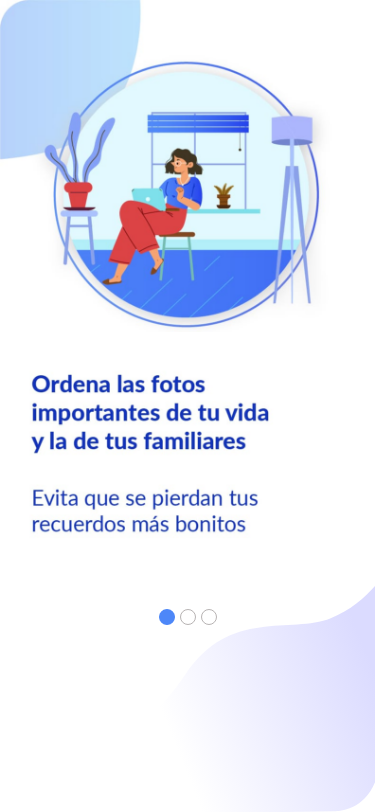 Ordena las fotos
importantes de tu vida
y la de tus familiares
Evita que se pierdan tus
recuerdos más bonitos